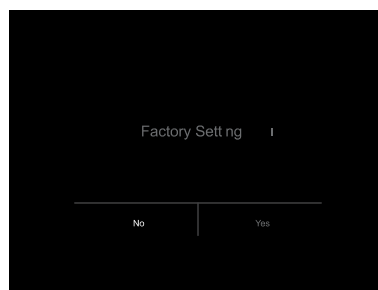 Factory Sett ng I
No Yes